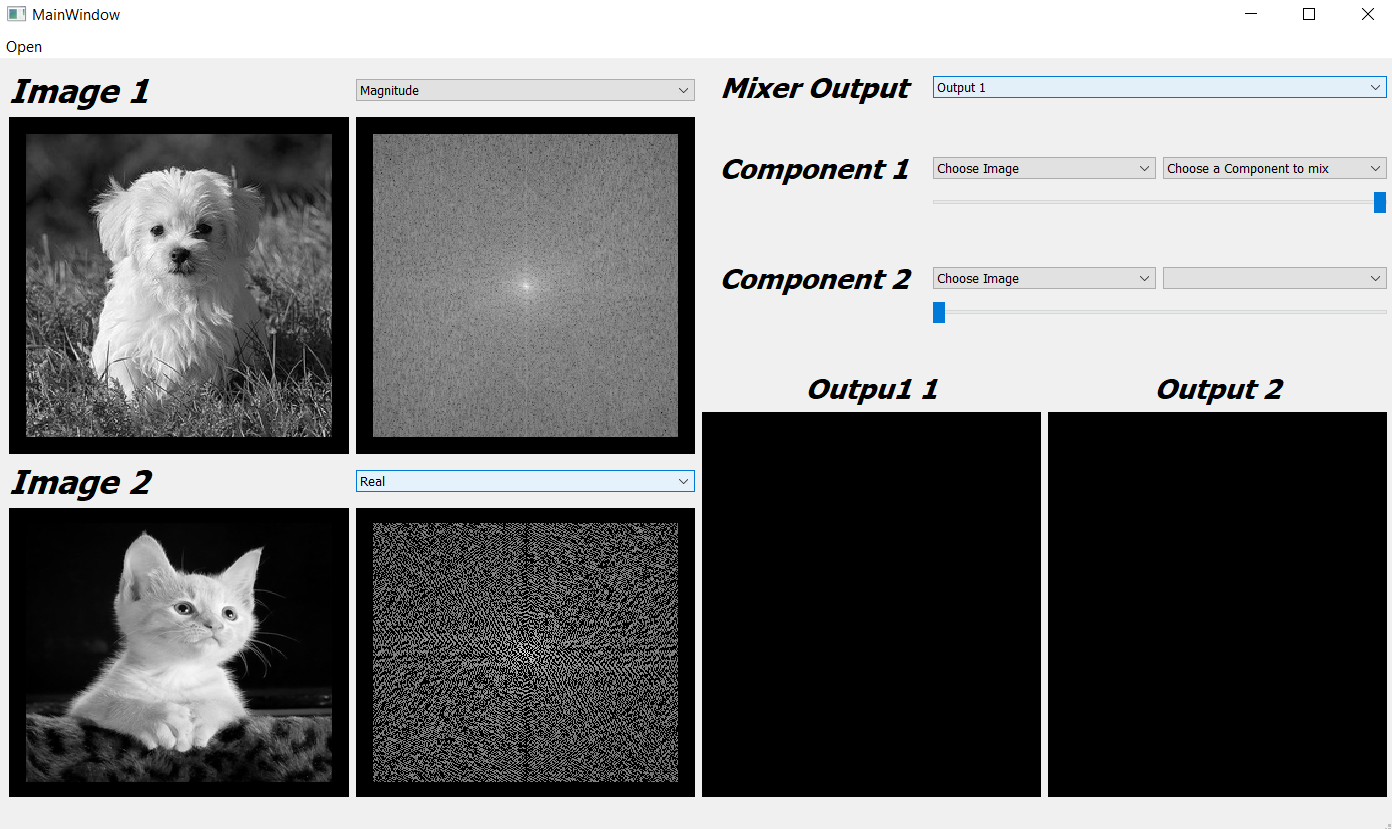 MainWindow
Open
Image 1
Magnitude
Mixer Output
Output 1
Component 1
Choose Image
Choose a Component to mix
Component 2
Choose Image
Outpu1 1
Output 2
Image 2
Real